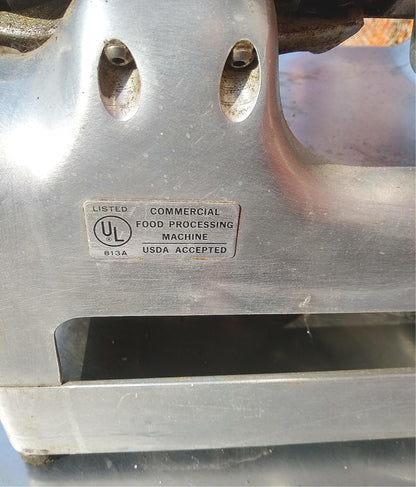 LISTED
UL
®
813A
COMMERCIAL
FOOD PROCESSING
MACHINE
USDA ACCEPTED